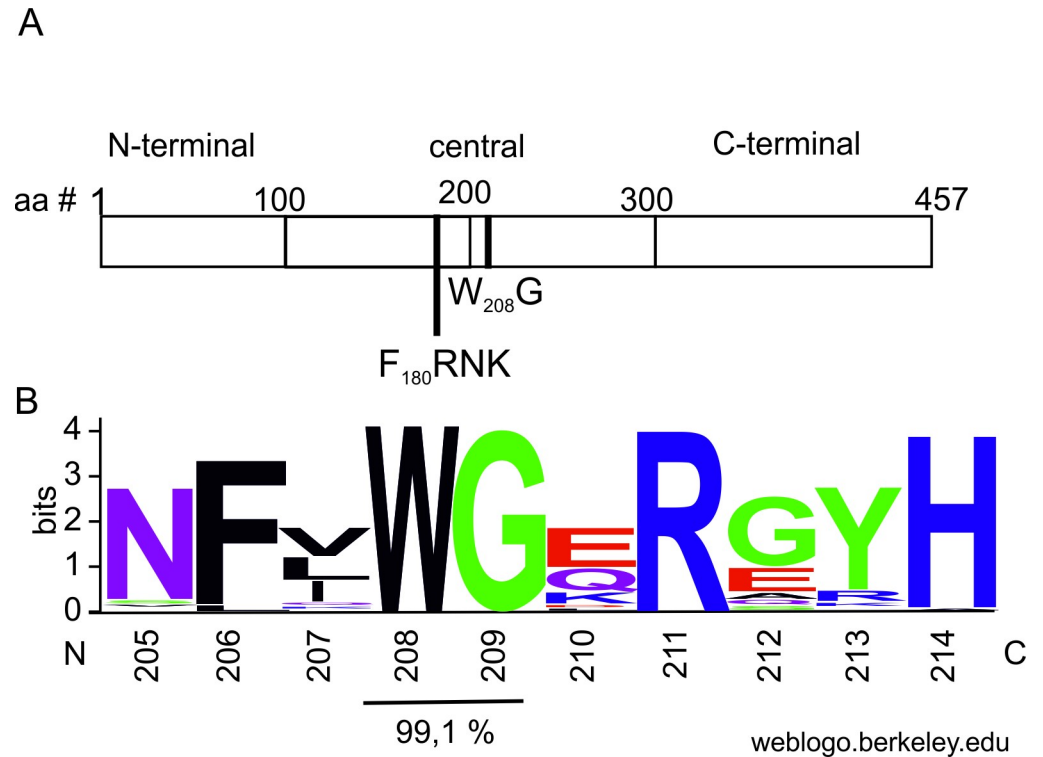 A
N-terminal central C-terminal
aa # 1 100 200 300 457
W208G
F180RNK
B
4
3
2
1
0
bits
N F V W G E R G Y H
L Q E R
I K A K
N 205 206 207 208 209 210 211 212 213 214 C
99,1 %
weblogo.berkeley.edu